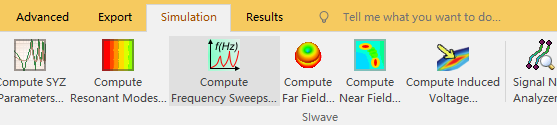 Advanced Export Simulation Results Tell me what you want to do...
f(Hz)
Compute SYZ Compute Compute Compute Compute Compute Induced Signal N
Parameters... Resonant Modes... Frequency Sweeps... Far Field... Near Field... Voltage... Analyzer
SIwave